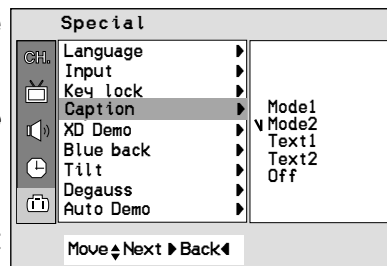 Special
CH.
Language
Input
Key lock
Caption
XD Demo
Blue back
Tilt
Degauss
Auto Demo
Mode1
Mode2
Text1
Text2
Off
Move Next Back